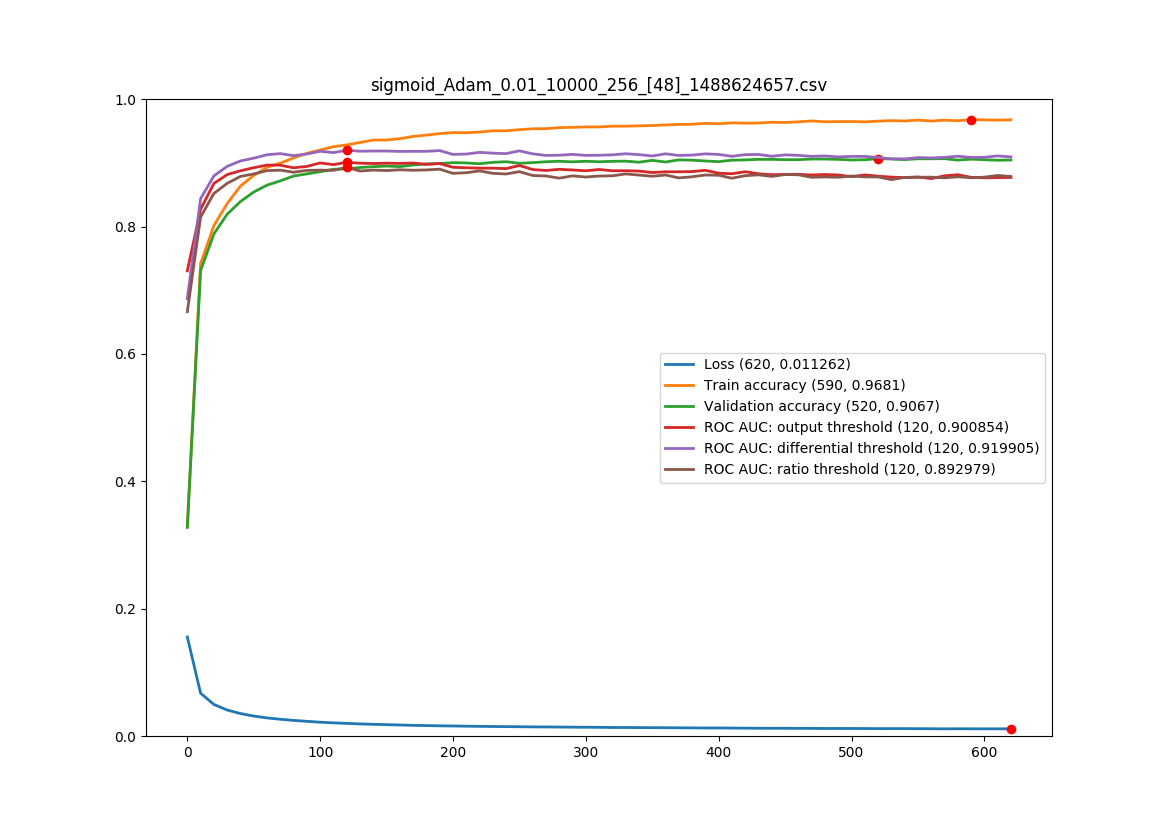 sigmoid_Adam_0.01_10000_256_[48]_1488624657.csv
1.0
0.8
0.6
0.4
0.2
0.0
Loss (620, 0.011262)
Train accuracy (590, 0.9681)
Validation accuracy (520, 0.9067)
ROC AUC: output threshold (120, 0.900854)
ROC AUC: differential threshold (120, 0.919905)
ROC AUC: ratio threshold (120, 0.892979)
0 100 200 300 400 500 600